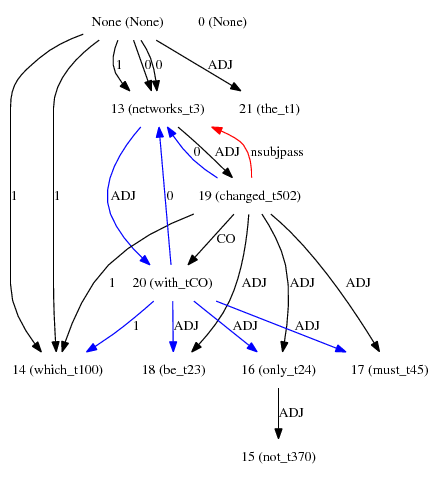 None (None) 0 (None)
1 0 0 ADJ
13 (networks_t3) 21 (the_t1)
0 ADJ nsubjpass
1 1 ADJ 0 19 (changed_t502)
CO
1 20 (with_tCO) ADJ ADJ ADJ
1 ADJ ADJ ADJ
14 (which_t100) 18 (be_t23) 16 (only_t24) 17 (must_t45)
ADJ
15 (not_t370)